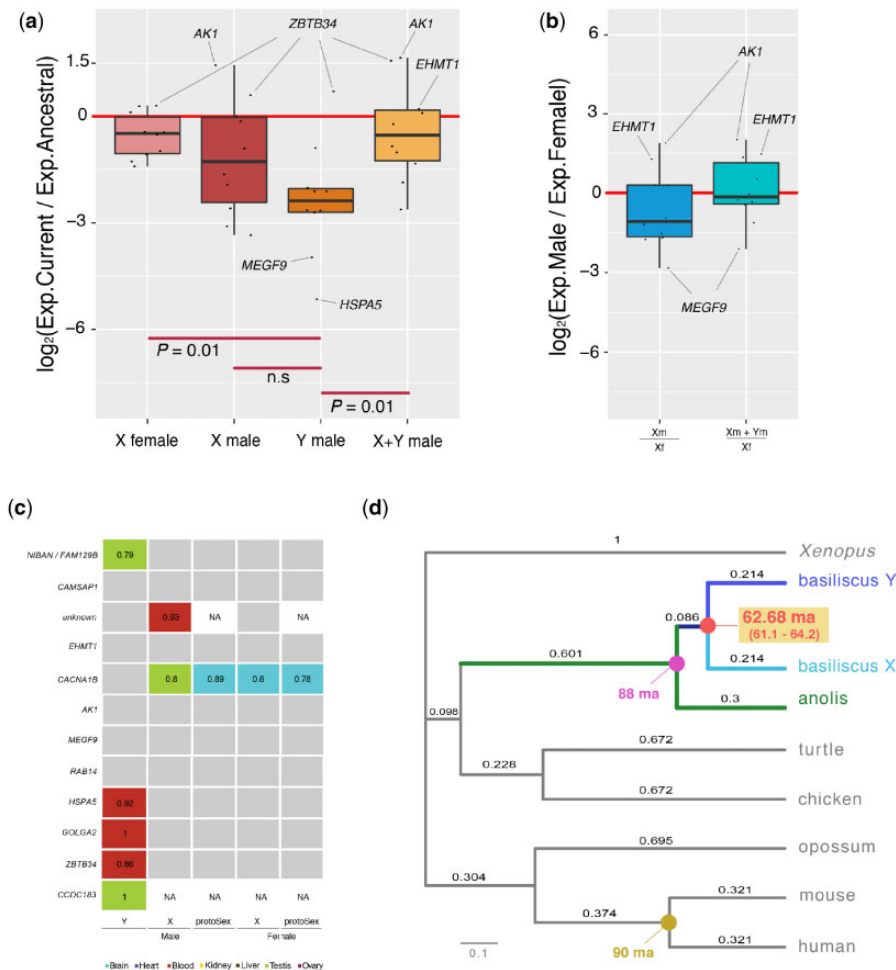 (a)
AK1
ZBTB34
AK1
EHMT1
1.5
0
−3
−6
log2(Exp.Current / Exp.Ancestral)
MEGF9
HSPA5
P = 0.01
n.s
P = 0.01
X female
X male
Y male
X+Y male
(b)
6
3
0
−3
−6
log2(Exp.Male / Exp.Femalel)
AK1
EHMT1
EHMT1
MEGF9
Xm
Xf
Xm + Ym
Xf
(c)
NIBAN / FAM129B 0.79
CAMSAP1
unknown 0.93 NA NA
EHMT1
CACNA1B 0.8 0.89 0.8 0.78
AK1
MEGF9
RAB14
HSPA5 0.92
GOLGA2 1
ZBTB34 0.86
CCDC183 1 NA NA NA NA
Y X protoSex X protoSex
Male Female
Brain Heart Blood Kidney Liver Testis Ovary
(d)
1 Xenopus
0.214 basiliscus Y
0.086
62.68 ma
(61.1 - 64.2)
0.601
0.214 basiliscus X
88 ma
0.3 anolis
0.098
0.672 turtle
0.228
0.672 chicken
0.695 opossum
0.304
0.321 mouse
0.374
90 ma
0.321 human
0.1